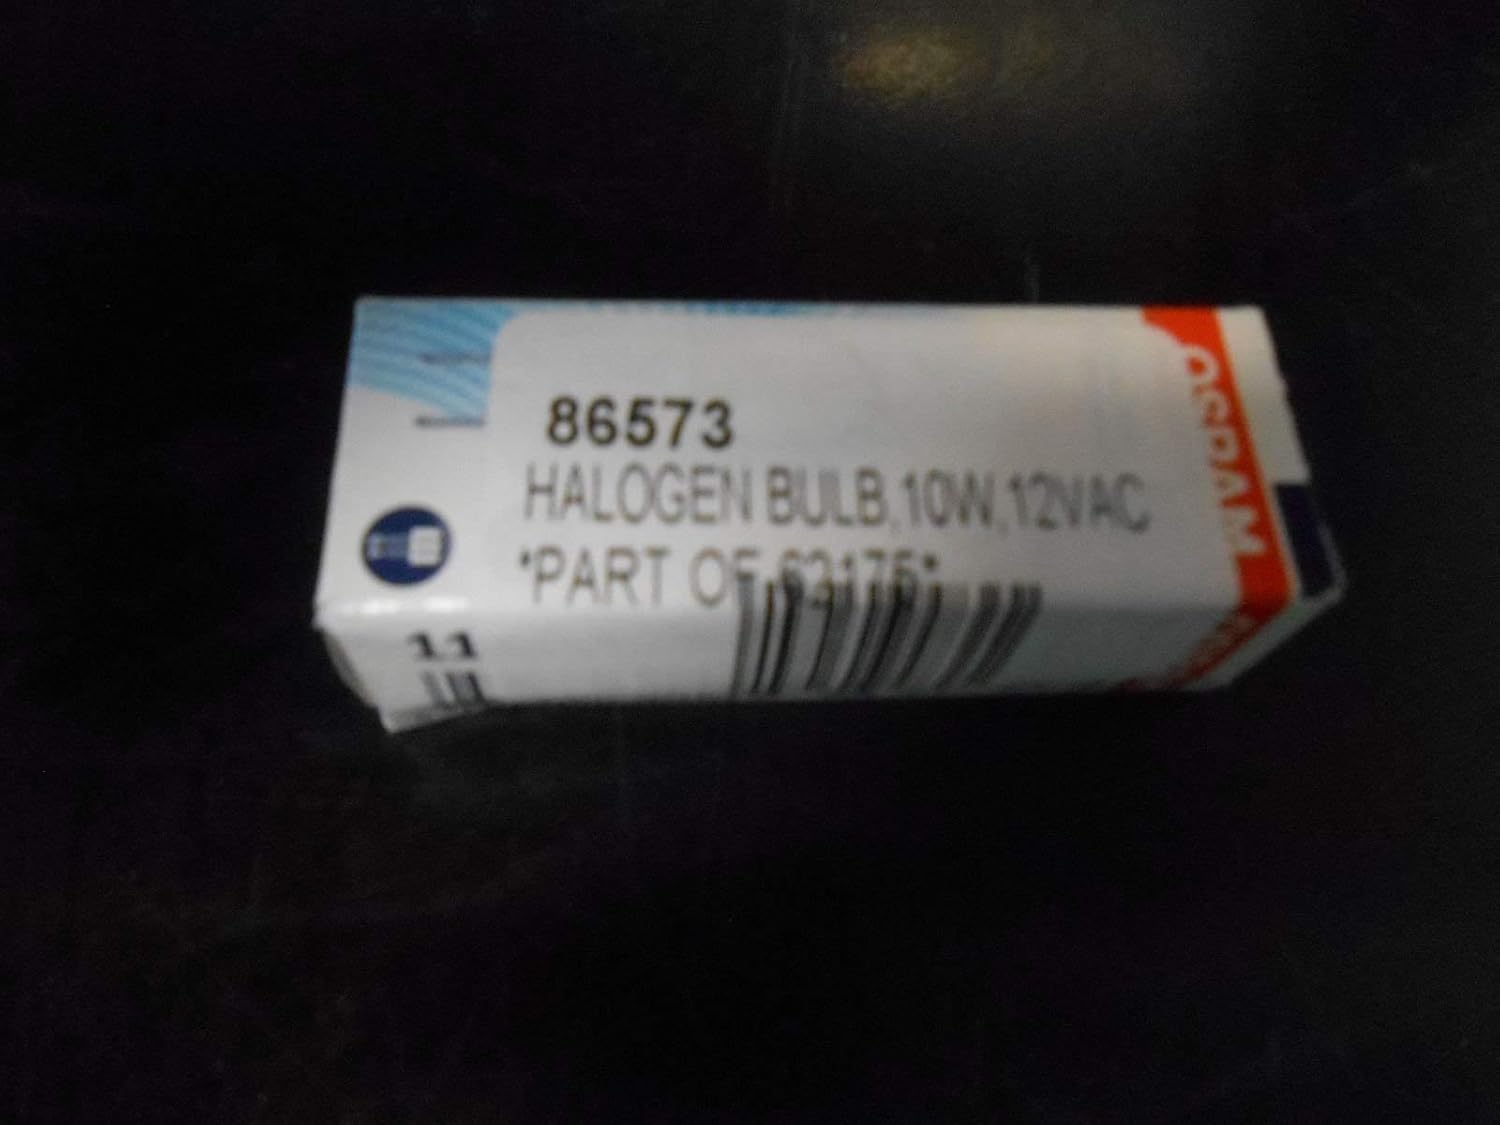 86573
HALOGEN BULB,10W,12VAC
*PART OF 63175*
OSRAM